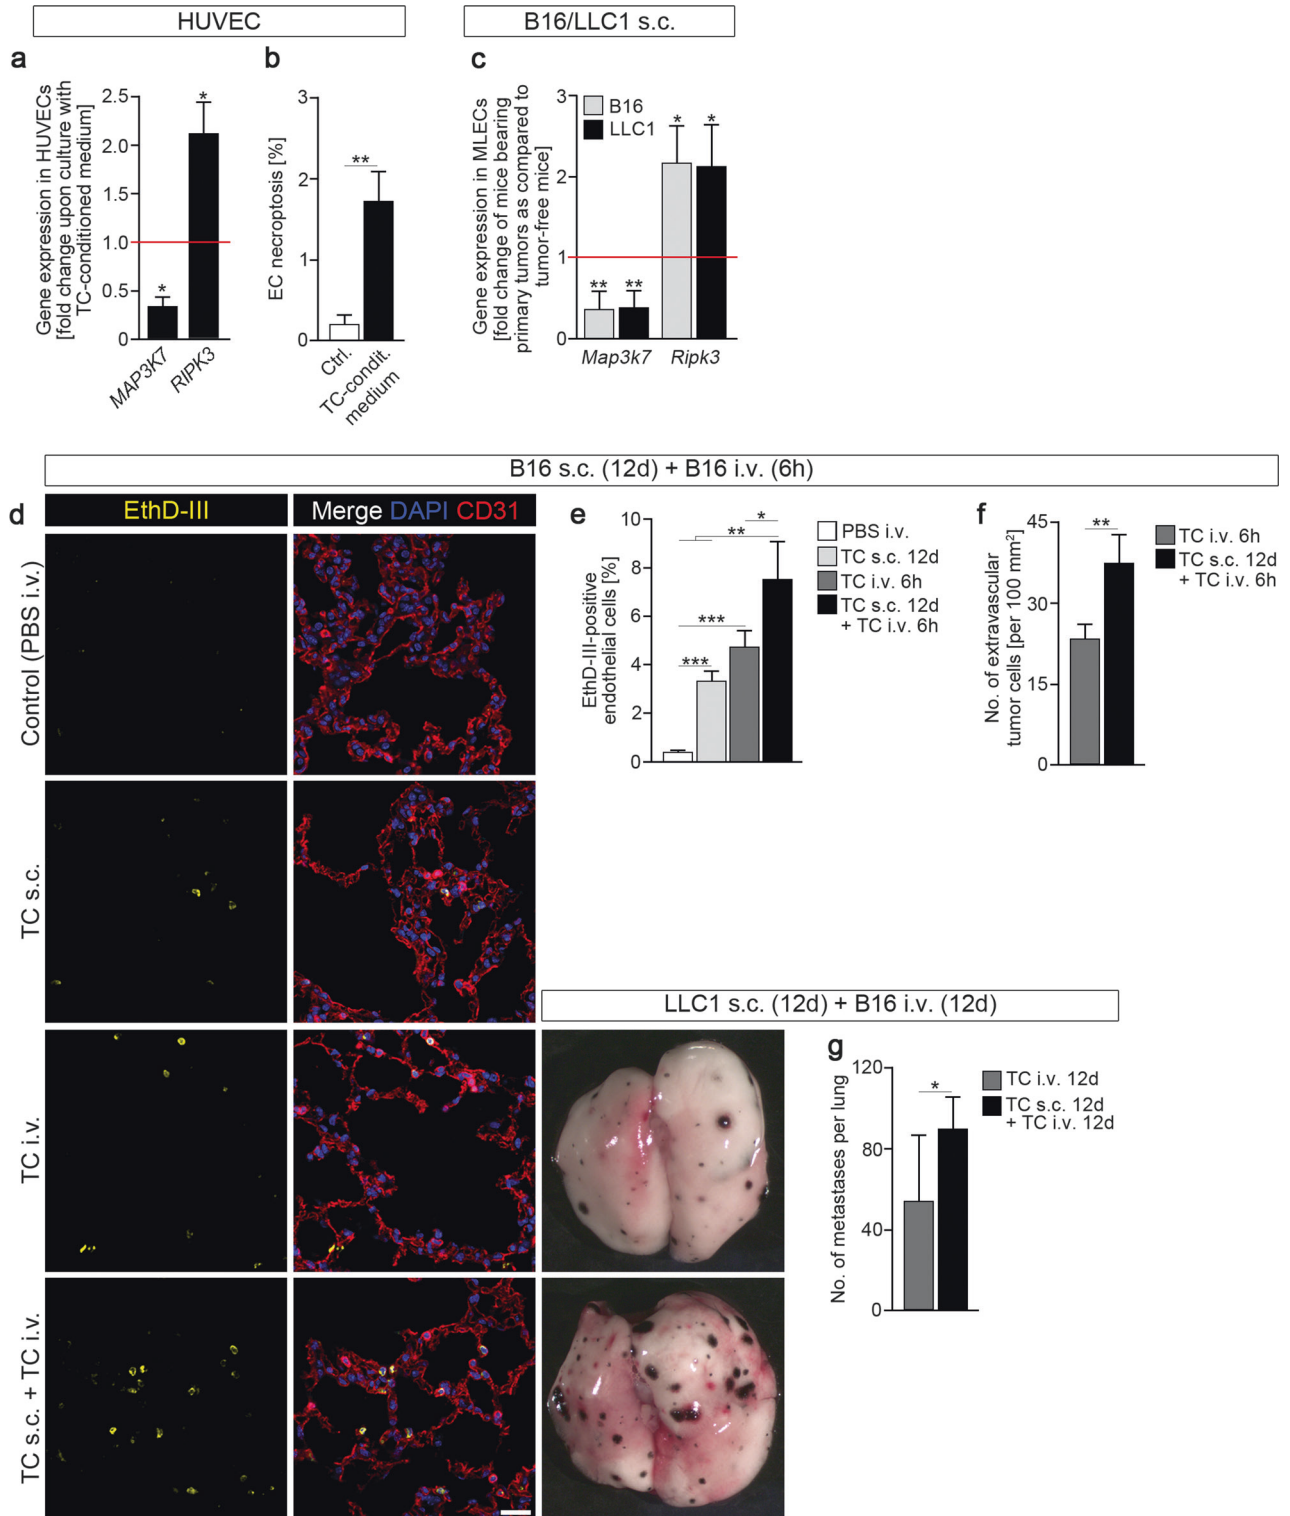 HUVEC
B16/LLC1 s.c.
a
Gene expression in HUVECs
[fold change upon culture with
TC-conditioned medium]
2.5
2.0
1.5
1.0
0.5
0
*
*
MAP3K7
RIPK3
b
EC necroptosis [%]
3
2
1
0
**
Ctrl.
TC-condit.
medium
c
Gene expression in MLECs
[fold change of mice bearing
primary tumors as compared to
tumor-free mice]
3
2
1
0
B16
LLC1
**
**
*
*
Map3k7
Ripk3
B16 s.c. (12d) + B16 i.v. (6h)
d
EthD-III
Merge DAPI CD31
Control (PBS i.v.)
TC s.c.
TC i.v.
TC s.c. + TC i.v.
e
EthD-III-positive
endothelial cells [%]
10
8
6
4
2
0
*
**
***
***
PBS i.v.
TC s.c. 12d
TC i.v. 6h
TC s.c. 12d
+ TC i.v. 6h
f
No. of extravascular
tumor cells [per 100 mm²]
45
30
15
0
**
TC i.v. 6h
TC s.c. 12d
+ TC i.v. 6h
LLC1 s.c. (12d) + B16 i.v. (12d)
g
No. of metastases per lung
120
80
40
0
*
TC i.v. 12d
TC s.c. 12d
+ TC i.v. 12d